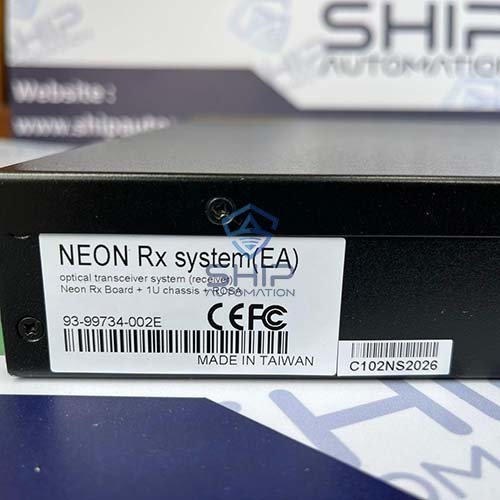 SHIP
AUTOMATION
Website :
www.shipauto
NEON Rx system(EA)
optical transceiver system (receiver)
Neon Rx Board + 1U chassis + ROSA
SHIP
AUTOMATION
93-99734-002E
CE FC
MADE IN TAIWAN
C102NS2026